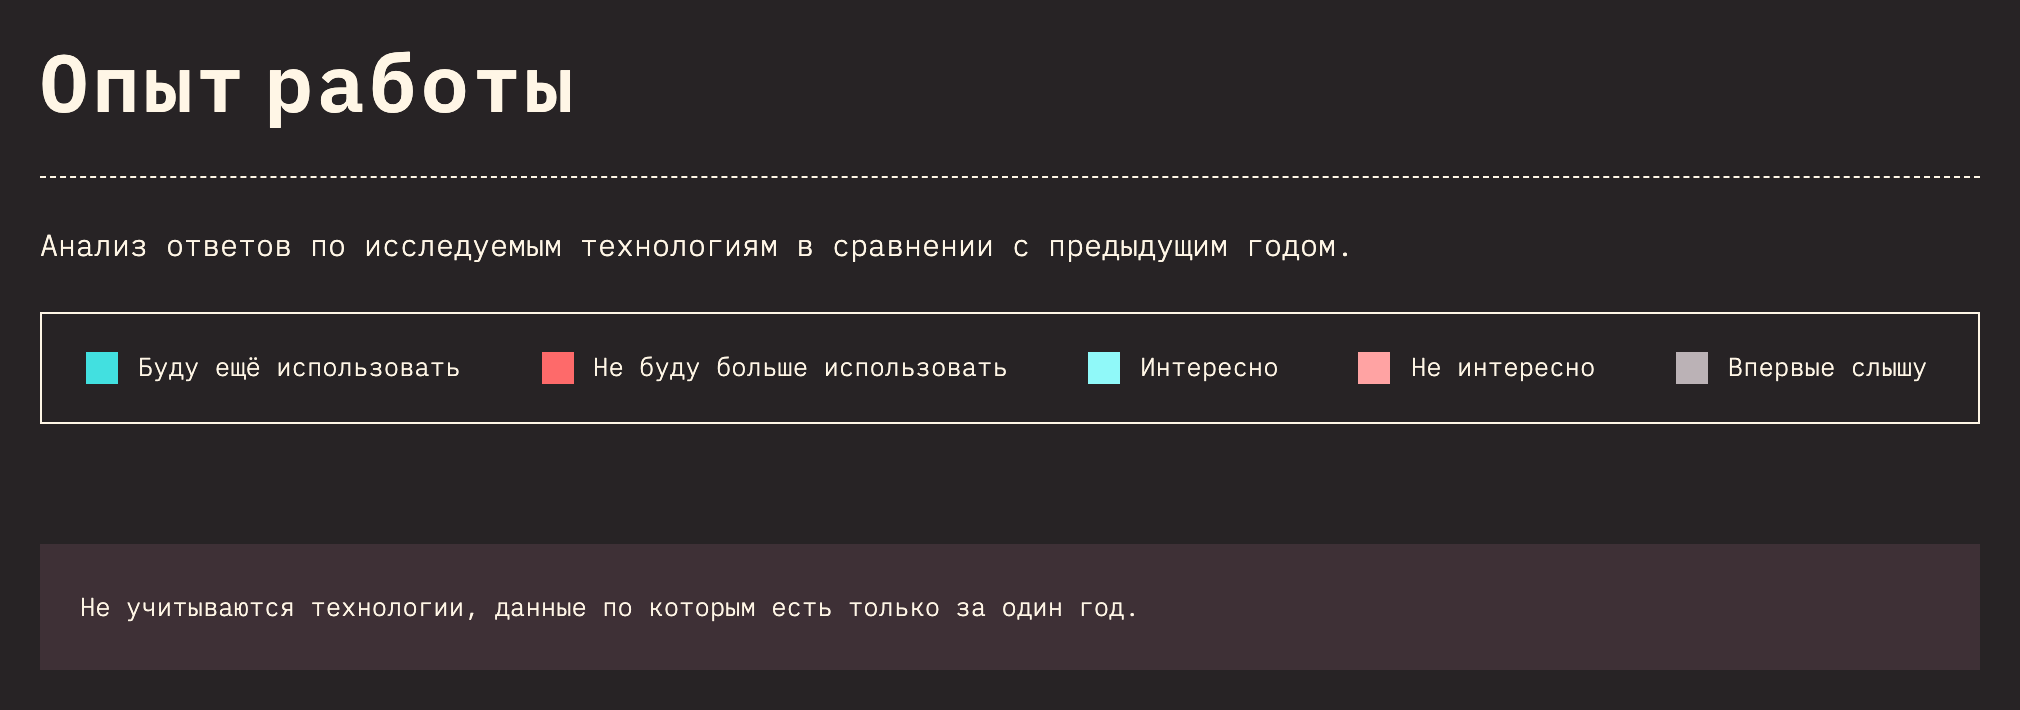 Опыт работы
Анализ ответов по исследуемым технологиям в сравнении с предыдущим годом.
Буду ещё использовать
Не буду больше использовать
Интересно
Не интересно
Впервые слышу
Не учитываются технологии, данные по которым есть только за один год.